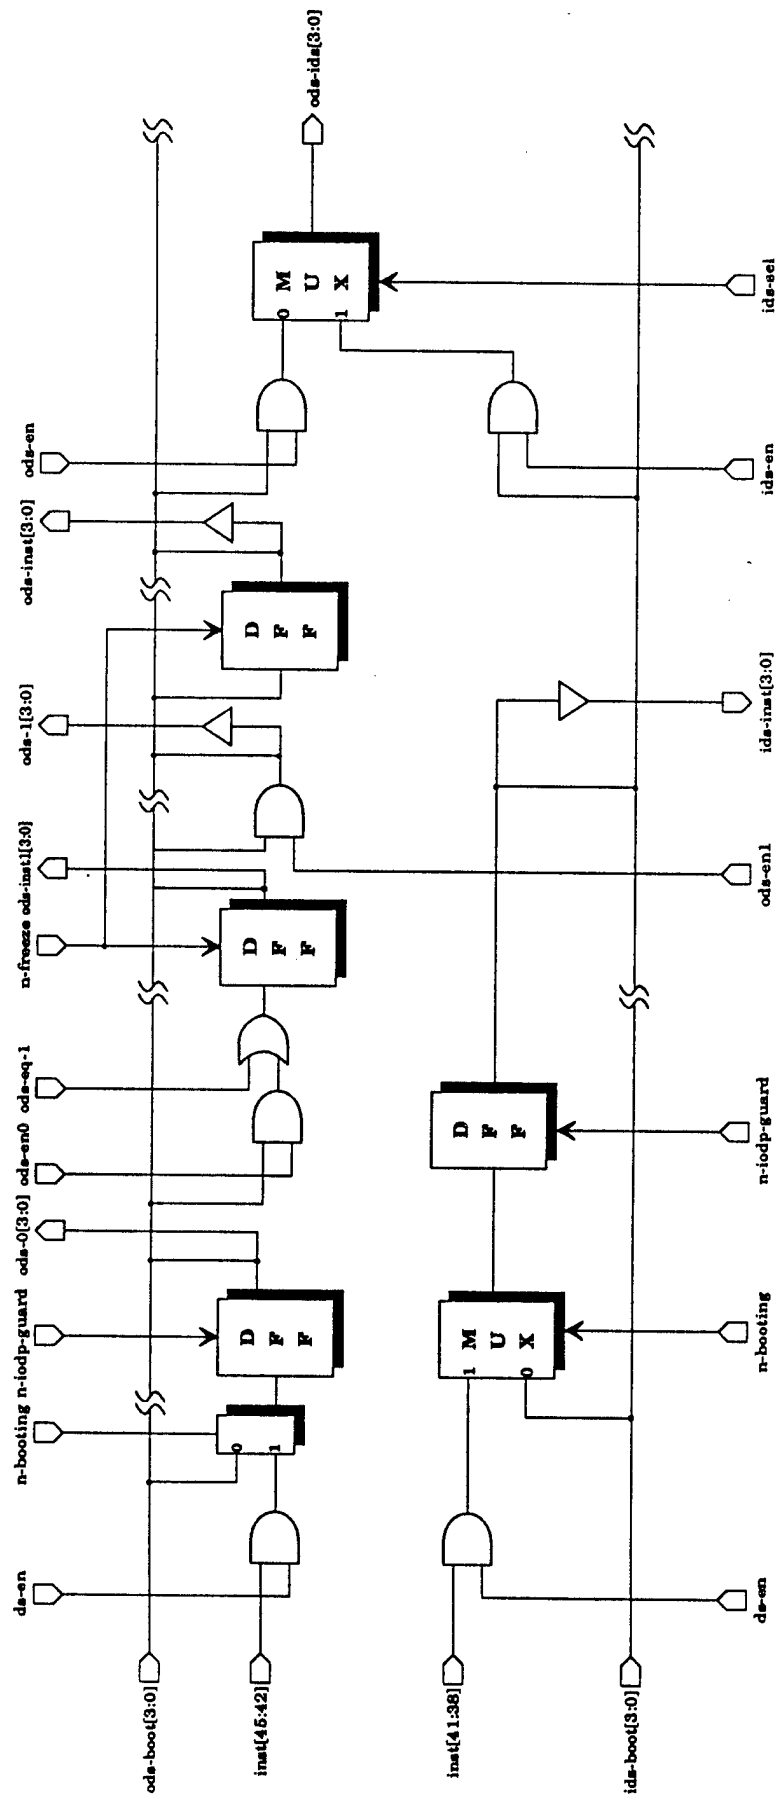 ods-ids[3:0]
0 M U X 1
ids-sel
ods-en
ids-en
ods-inst[3:0]
D F F
ods-1[3:0]
ids-inst[3:0]
n-freeze
ods-inst1[3:0]
D F F
ods-en1
ods-en0
ods-eq-1
ods-0[3:0]
D F F
n-iodp-guard
n-booting
n-iodp-guard
D F F
0 1
1 M U X 0
n-booting
ds-en
ds-en
ods-boot[3:0]
inst[45:42]
inst[41:38]
ids-boot[3:0]